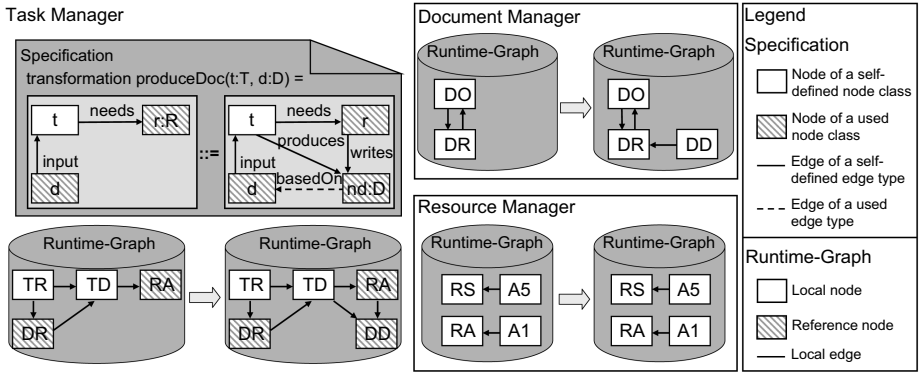 Task Manager
Specification
transformation produceDoc(t:T, d:D) =
t
needs
r:R
input
d
::=
t
needs
r
produces
writes
input
basedOn
d
nd:D
Runtime-Graph
TR
TD
RA
DR
Runtime-Graph
TR
TD
RA
DR
DD
Document Manager
Runtime-Graph
DO
DR
Runtime-Graph
DO
DR
DD
Resource Manager
Runtime-Graph
RS
A5
RA
A1
Runtime-Graph
RS
A5
RA
A1
Legend
Specification
Node of a self-
defined node class
Node of a used
node class
Edge of a self-
defined edge type
Edge of a used
edge type
Runtime-Graph
Local node
Reference node
Local edge